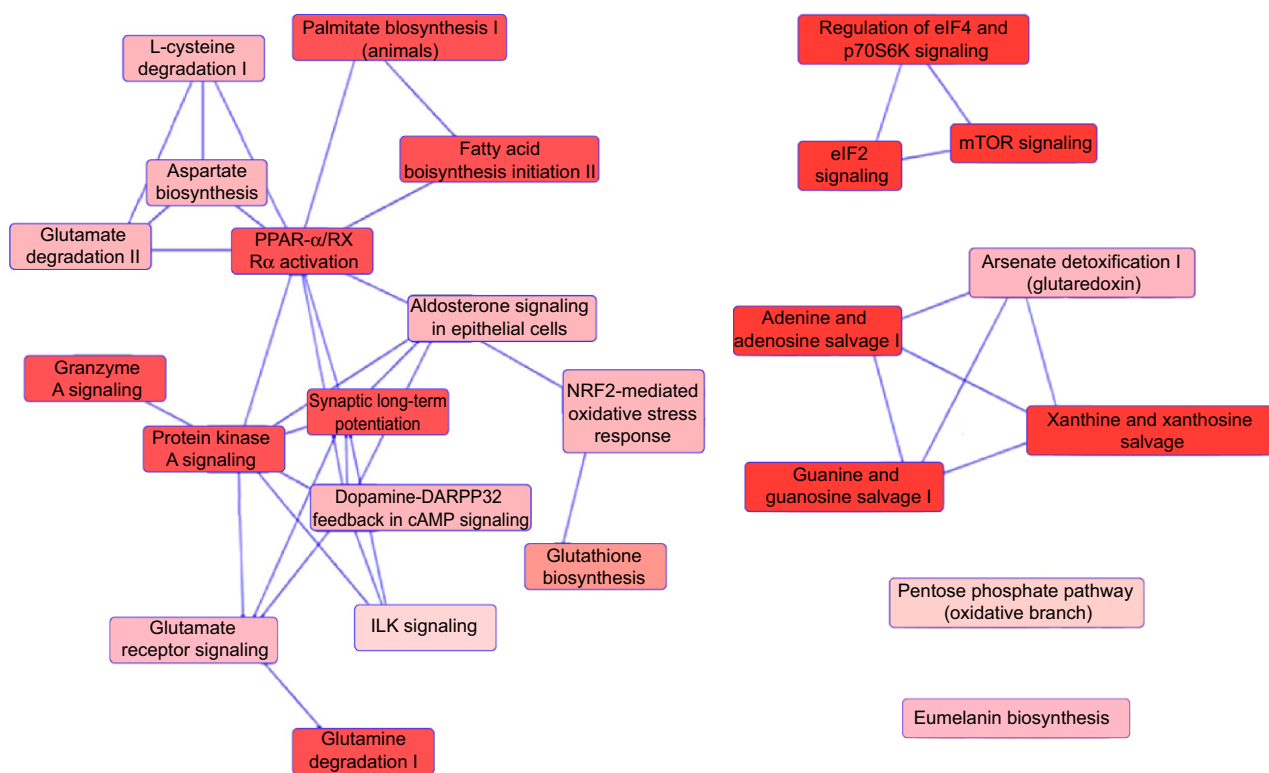 Palmitate biosynthesis I
(animals)
L-cysteine
degradation I
Regulation of eIF4 and
p70S6K signaling
mTOR signaling
eIF2
signaling
Fatty acid
boisynthesis initiation II
Aspartate
biosynthesis
Glutamate
degradation II
PPAR-α/RX
Rα activation
Arsenate detoxification I
(glutaredoxin)
Aldosterone signaling
in epithelial cells
Adenine and
adenosine salvage I
Granzyme
A signaling
NRF2-mediated
oxidative stress
response
Synaptic long-term
potentiation
Protein kinase
A signaling
Xanthine and xanthosine
salvage
Guanine and
guanosine salvage I
Dopamine-DARPP32
feedback in cAMP signaling
Glutathione
biosynthesis
Pentose phosphate pathway
(oxidative branch)
Glutamate
receptor signaling
ILK signaling
Eumelanin biosynthesis
Glutamine
degradation I